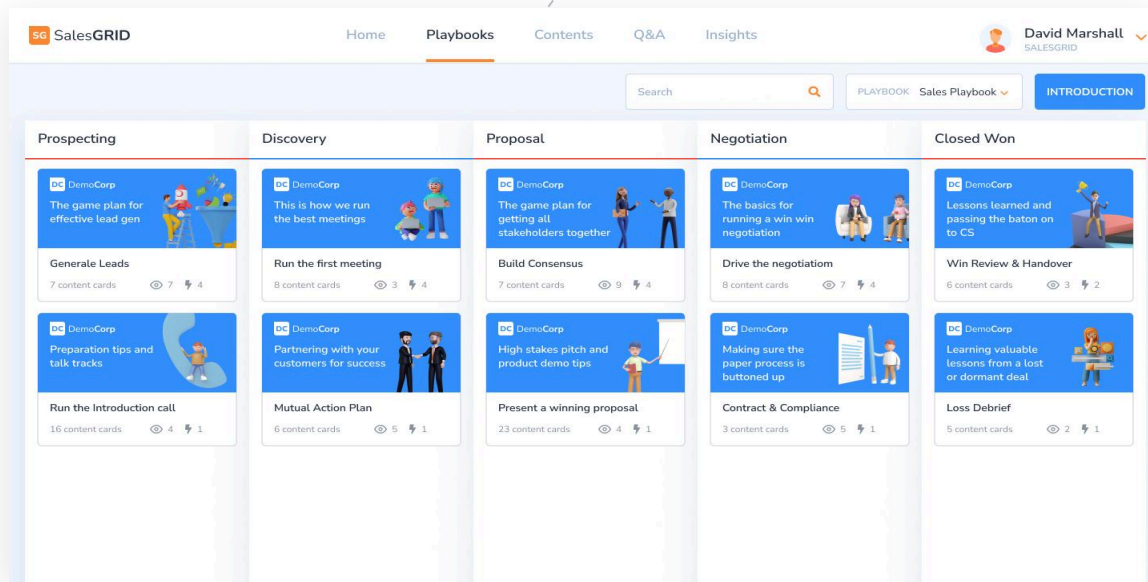 SG SalesGRID
Home Playbooks Contents Q&A Insights
David Marshall
SALESGRID
Search
PLAYBOOK Sales Playbook
INTRODUCTION
Prospecting
DC DemoCorp
The game plan for
effective lead gen
Generale Leads
7 content cards 7 4
DC DemoCorp
Preparation tips and
talk tracks
Run the Introduction call
16 content cards 4 1
Discovery
DC DemoCorp
This is how we run
the best meetings
Run the first meeting
8 content cards 3 4
DC DemoCorp
Partnering with your
customers for success
Mutual Action Plan
6 content cards 5 1
Proposal
DC DemoCorp
The game plan for
getting all
stakeholders together
Build Consensus
7 content cards 9 4
DC DemoCorp
High stakes pitch and
product demo tips
Present a winning proposal
23 content cards 4 1
Negotiation
DC DemoCorp
The basics for
running a win win
negotiation
Drive the negotiatiom
8 content cards 7 4
DC DemoCorp
Making sure the
paper process is
buttoned up
Contract & Compliance
3 content cards 5 1
Closed Won
DC DemoCorp
Lessons learned and
passing the baton on
to CS
Win Review & Handover
6 content cards 3 2
DC DemoCorp
Learning valuable
lessons from a lost
or dormant deal
Loss Debrief
5 content cards 2 1